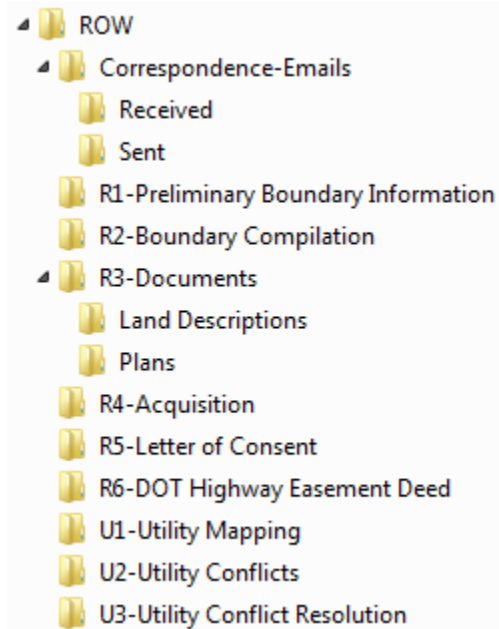 ROW
Correspondence-Emails
Received
Sent
R1-Preliminary Boundary Information
R2-Boundary Compilation
R3-Documents
Land Descriptions
Plans
R4-Acquisition
R5-Letter of Consent
R6-DOT Highway Easement Deed
U1-Utility Mapping
U2-Utility Conflicts
U3-Utility Conflict Resolution